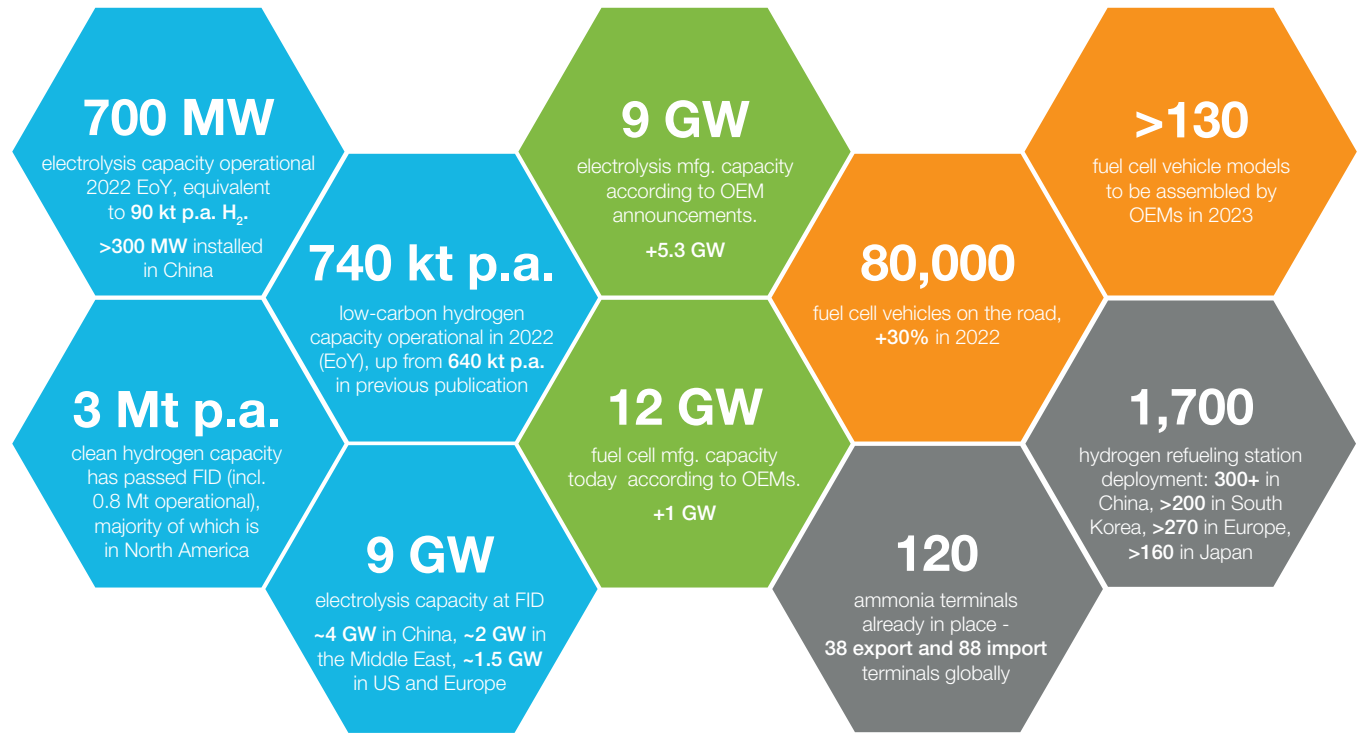 700 MW
electrolysis capacity operational
2022 EoY, equivalent
to 90 kt p.a. H₂.
>300 MW installed
in China
740 kt p.a.
low-carbon hydrogen
capacity operational in 2022
(EoY), up from 640 kt p.a.
in previous publication
3 Mt p.a.
clean hydrogen capacity
has passed FID (incl.
0.8 Mt operational),
majority of which is
in North America
9 GW
electrolysis capacity at FID
~4 GW in China, ~2 GW in
the Middle East, ~1.5 GW
in US and Europe
9 GW
electrolysis mfg. capacity
according to OEM
announcements.
+5.3 GW
12 GW
fuel cell mfg. capacity
today according to OEMs.
+1 GW
80,000
fuel cell vehicles on the road,
+30% in 2022
>130
fuel cell vehicle models
to be assembled by
OEMs in 2023
1,700
hydrogen refueling station
deployment: 300+ in
China, >200 in South
Korea, >270 in Europe,
>160 in Japan
120
ammonia terminals
already in place -
38 export and 88 import
terminals globally